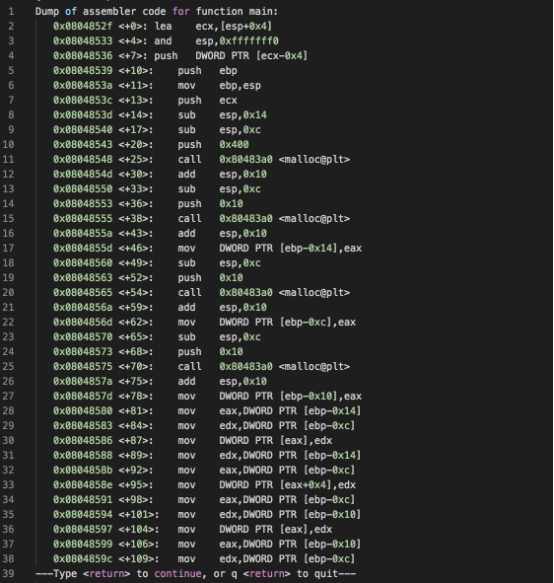 1 Dump of assembler code for function main:
2 0x0804852f <+0>: lea ecx,[esp+0x4]
3 0x08048533 <+4>: and esp,0xfffffff0
4 0x08048536 <+7>: push DWORD PTR [ecx-0x4]
5 0x08048539 <+10>: push ebp
6 0x0804853a <+11>: mov ebp,esp
7 0x0804853c <+13>: push ecx
8 0x0804853d <+14>: sub esp,0x14
9 0x08048540 <+17>: sub esp,0xc
10 0x08048543 <+20>: push 0x400
11 0x08048548 <+25>: call 0x80483a0 <malloc@plt>
12 0x0804854d <+30>: add esp,0x10
13 0x08048550 <+33>: sub esp,0xc
14 0x08048553 <+36>: push 0x10
15 0x08048555 <+38>: call 0x80483a0 <malloc@plt>
16 0x0804855a <+43>: add esp,0x10
17 0x0804855d <+46>: mov DWORD PTR [ebp-0x14],eax
18 0x08048560 <+49>: sub esp,0xc
19 0x08048563 <+52>: push 0x10
20 0x08048565 <+54>: call 0x80483a0 <malloc@plt>
21 0x0804856a <+59>: add esp,0x10
22 0x0804856d <+62>: mov DWORD PTR [ebp-0xc],eax
23 0x08048570 <+65>: sub esp,0xc
24 0x08048573 <+68>: push 0x10
25 0x08048575 <+70>: call 0x80483a0 <malloc@plt>
26 0x0804857a <+75>: add esp,0x10
27 0x0804857d <+78>: mov DWORD PTR [ebp-0x10],eax
28 0x08048580 <+81>: mov eax,DWORD PTR [ebp-0x14]
29 0x08048583 <+84>: mov edx,DWORD PTR [ebp-0xc]
30 0x08048586 <+87>: mov DWORD PTR [eax],edx
31 0x08048588 <+89>: mov edx,DWORD PTR [ebp-0x14]
32 0x0804858b <+92>: mov eax,DWORD PTR [ebp-0xc]
33 0x0804858e <+95>: mov DWORD PTR [eax+0x4],edx
34 0x08048591 <+98>: mov eax,DWORD PTR [ebp-0xc]
35 0x08048594 <+101>: mov edx,DWORD PTR [ebp-0x10]
36 0x08048597 <+104>: mov DWORD PTR [eax],edx
37 0x08048599 <+106>: mov eax,DWORD PTR [ebp-0x10]
38 0x0804859c <+109>: mov edx,DWORD PTR [ebp-0xc]
39 ---Type <return> to continue, or q <return> to quit---